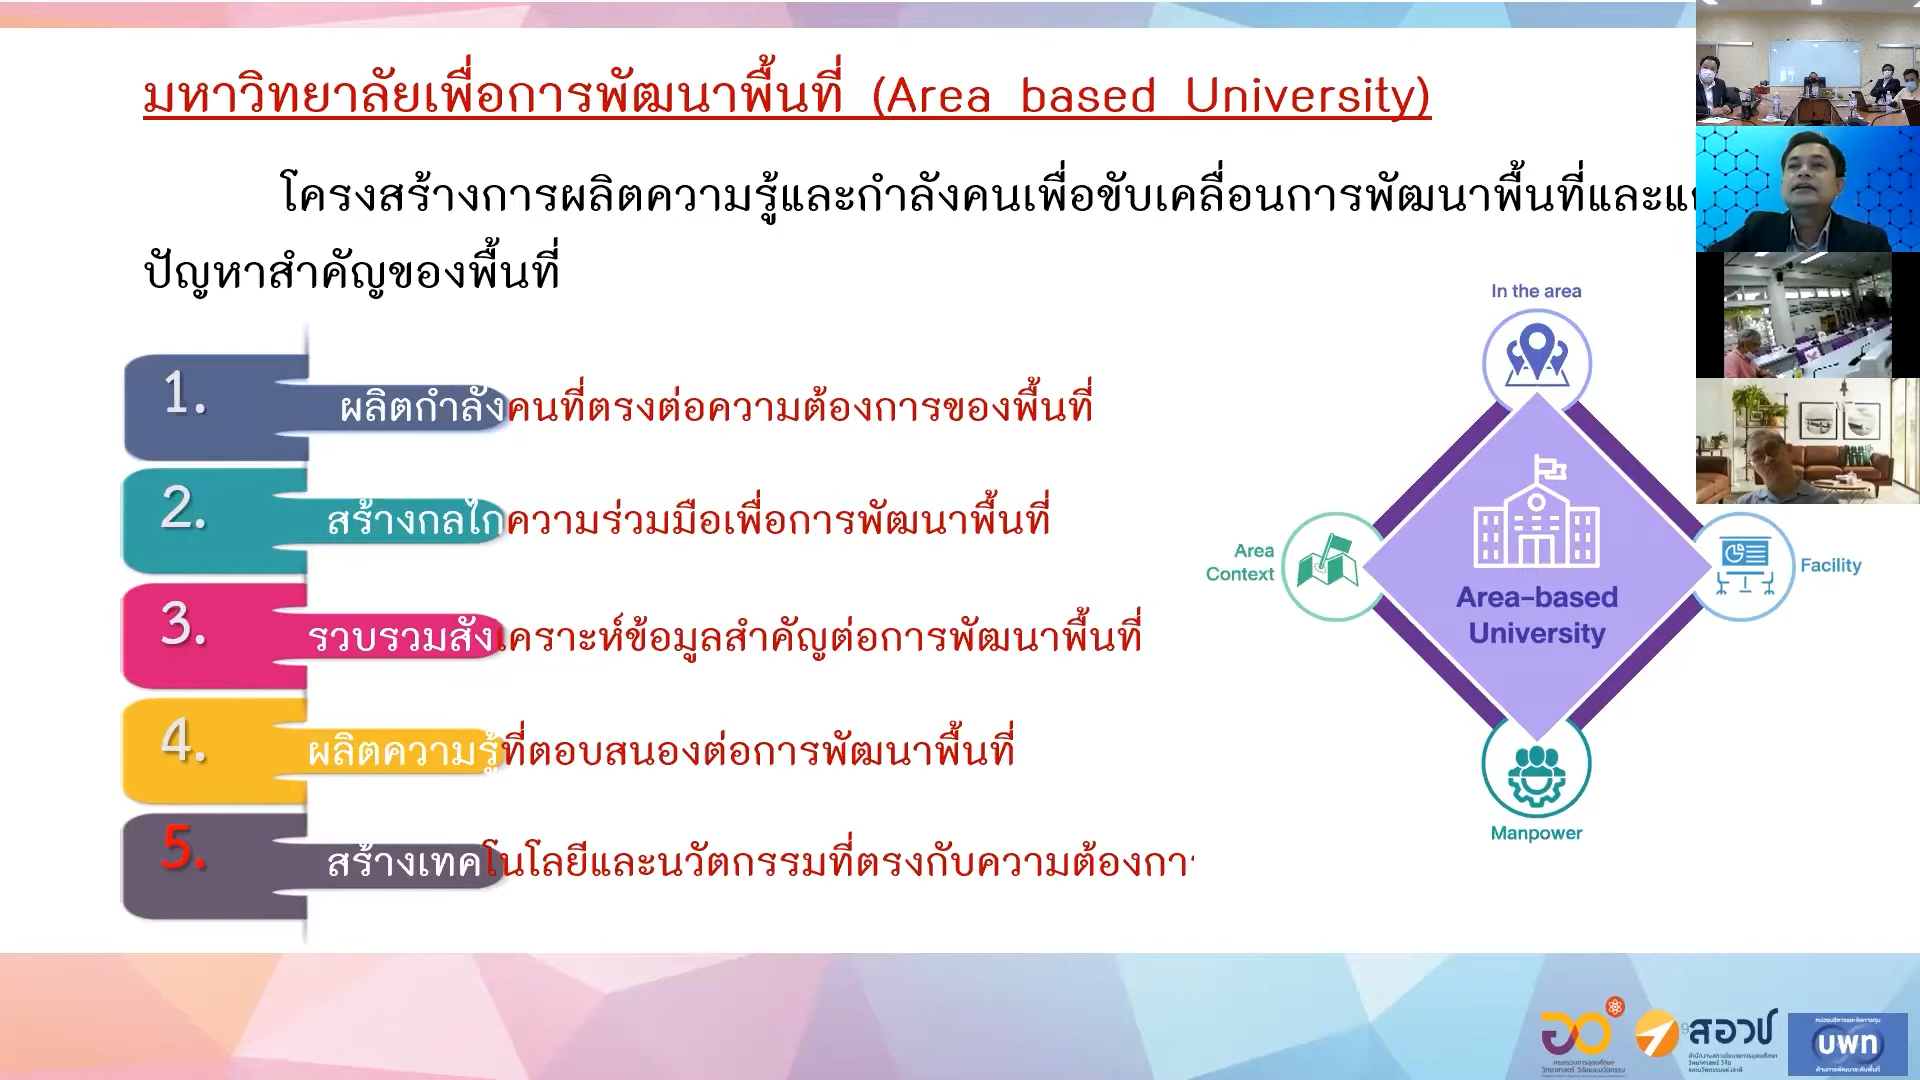 มหาวิทยาลัยเพื่อการพัฒนาพื้นที่ (Area based University)
โครงสร้างการผลิตความรู้และกำลังคนเพื่อขับเคลื่อนการพัฒนาพื้นที่และแก
ปัญหาสำคัญของพื้นที่
1. ผลิตกำลังคนที่ตรงต่อความต้องการของพื้นที่
2. สร้างกลไกความร่วมมือเพื่อการพัฒนาพื้นที่
3. รวบรวมสังเคราะห์ข้อมูลสำคัญต่อการพัฒนาพื้นที่
4. ผลิตความรู้ที่ตอบสนองต่อการพัฒนาพื้นที่
5. สร้างเทคโนโลยีและนวัตกรรมที่ตรงกับความต้องการ
In the area
Area
Context
Area-based
University
Facility
Manpower
9
สอวช
บพท